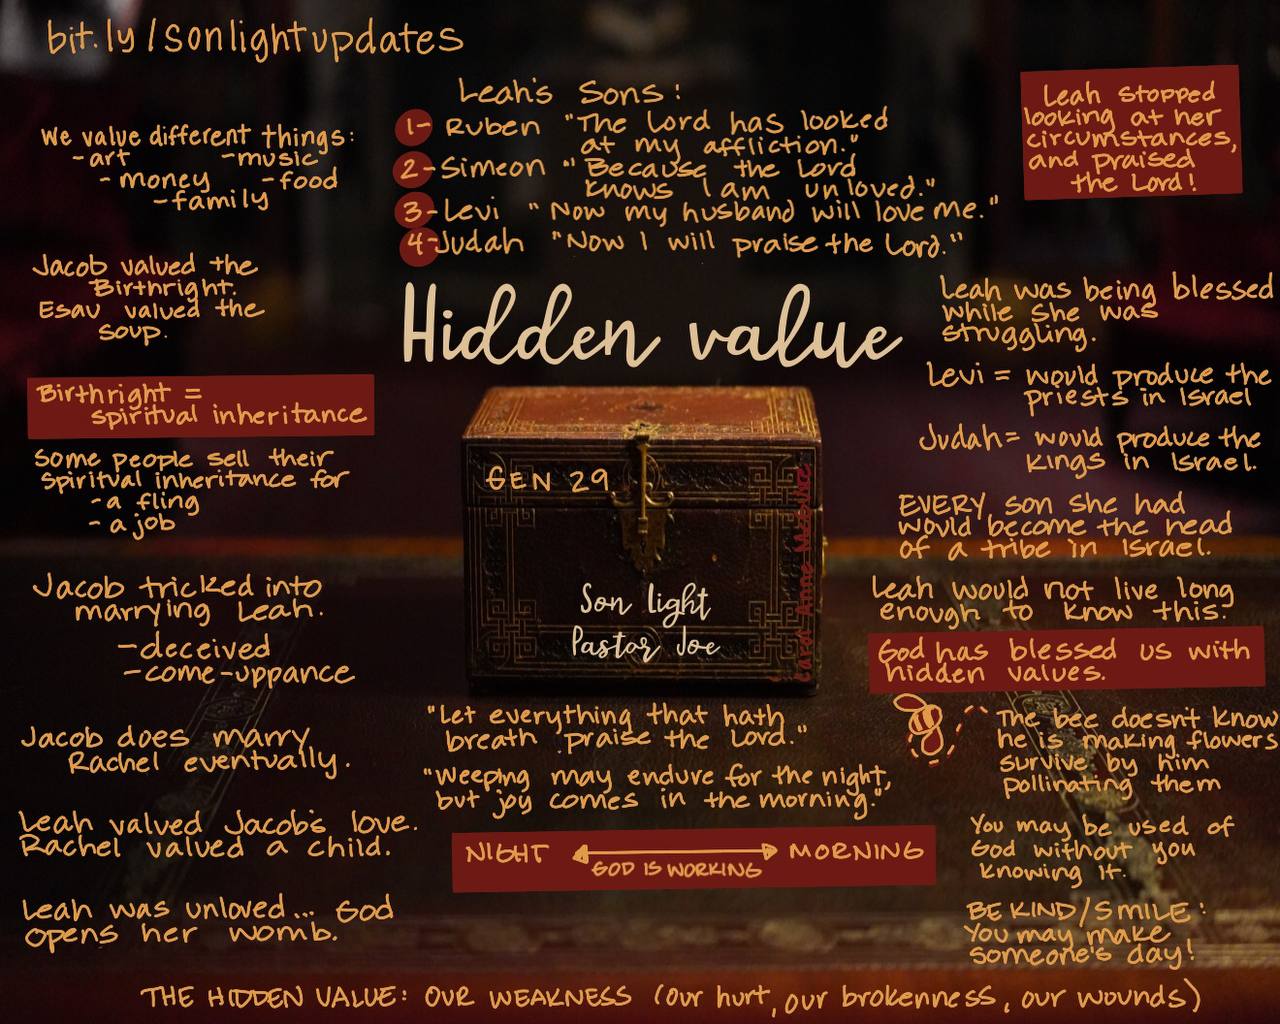 bit.ly/sonlightupdates
We value different things:
-art -music
-money -food
-family
Jacob valued the
Birthright.
Esau valued the
soup.
Birthright =
spiritual inheritance
Some people sell their
spiritual inheritance for
-a fling
-a job
Jacob tricked into
marrying Leah.
-deceived
-come-uppance
Jacob does marry
Rachel eventually.
Leah valued Jacob's love.
Rachel valued a child.
Leah was unloved... God
opens her womb.
Leah's Sons:
1- Ruben "The Lord has looked
at my affliction."
2- Simeon "Because the Lord
knows I am unloved."
3- Levi "Now my husband will love me."
4- Judah "Now I will praise the Lord."
Hidden value
GEN 29
Son light
Pastor Joe
Carol Anne McGuire
"Let everything that hath
breath praise the Lord."
"Weeping may endure for the night,
but joy comes in the morning."
NIGHT MORNING
GOD IS WORKING
Leah stopped
looking at her
circumstances,
and praised
the Lord!
Leah was being blessed
while she was
struggling.
Levi = would produce the
priests in Israel
Judah = would produce the
kings in Israel.
EVERY son she had
would become the head
of a tribe in Israel.
Leah would not live long
enough to know this.
God has blessed us with
hidden values.
The bee doesn't know
he is making flowers
survive by him
pollinating them
You may be used of
God without you
knowing it.
BE KIND/SMILE:
You may make
someone's day!
THE HIDDEN VALUE: OUR WEAKNESS (our hurt, our brokenness, our wounds)